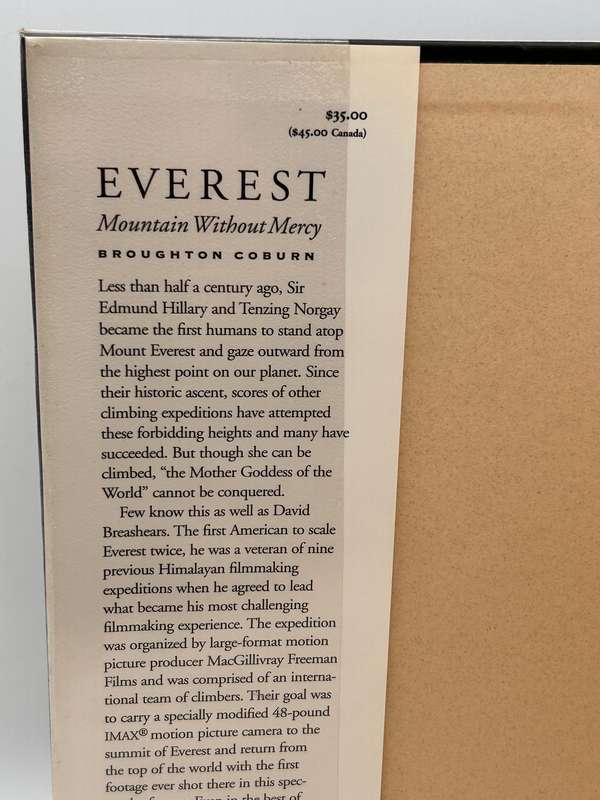 $35.00
($45.00 Canada)
EVEREST
Mountain Without Mercy
BROUGHTON COBURN
Less than half a century ago, Sir
Edmund Hillary and Tenzing Norgay
became the first humans to stand atop
Mount Everest and gaze outward from
the highest point on our planet. Since
their historic ascent, scores of other
climbing expeditions have attempted
these forbidding heights and many have
succeeded. But though she can be
climbed, “the Mother Goddess of the
World” cannot be conquered.
Few know this as well as David
Breashears. The first American to scale
Everest twice, he was a veteran of nine
previous Himalayan filmmaking
expeditions when he agreed to lead
what became his most challenging
filmmaking experience. The expedition
was organized by large-format motion
picture producer MacGillivray Freeman
Films and was comprised of an interna-
tional team of climbers. Their goal was
to carry a specially modified 48-pound
IMAX® motion picture camera to the
summit of Everest and return from
the top of the world with the first
footage ever shot there in this spec-
Even in the best of